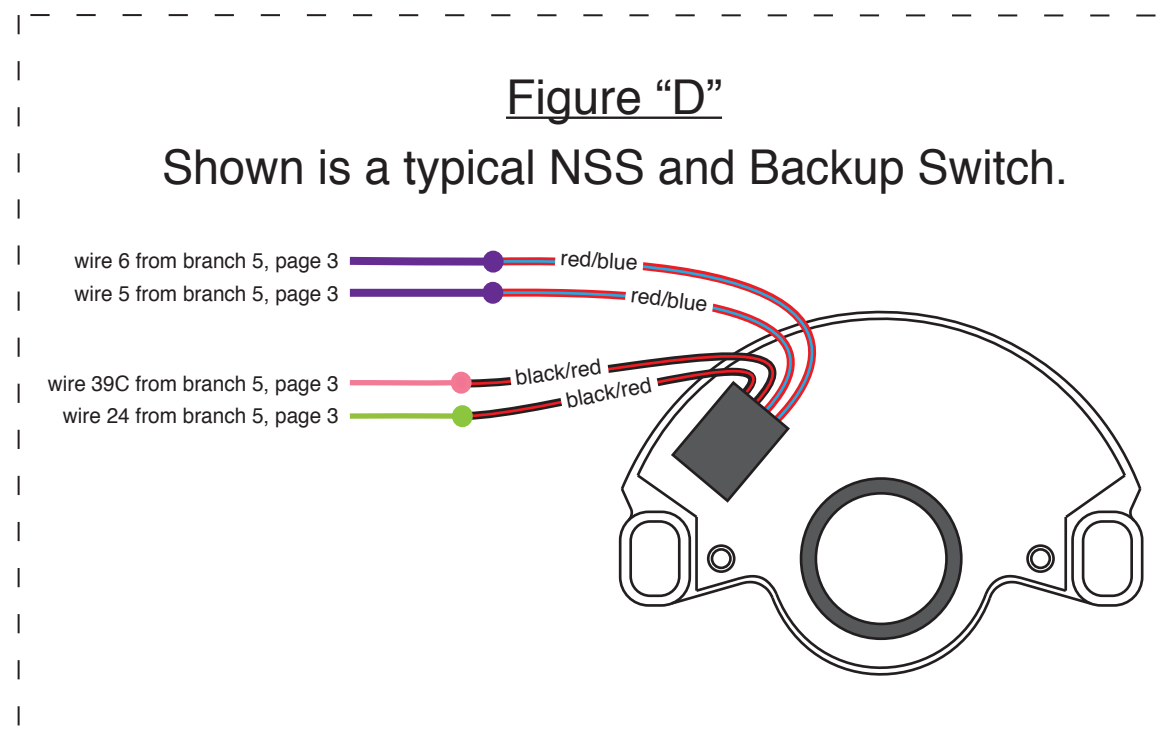 Figure “D”
Shown is a typical NSS and Backup Switch.
wire 6 from branch 5, page 3
red/blue
wire 5 from branch 5, page 3
red/blue
wire 39C from branch 5, page 3
black/red
wire 24 from branch 5, page 3
black/red